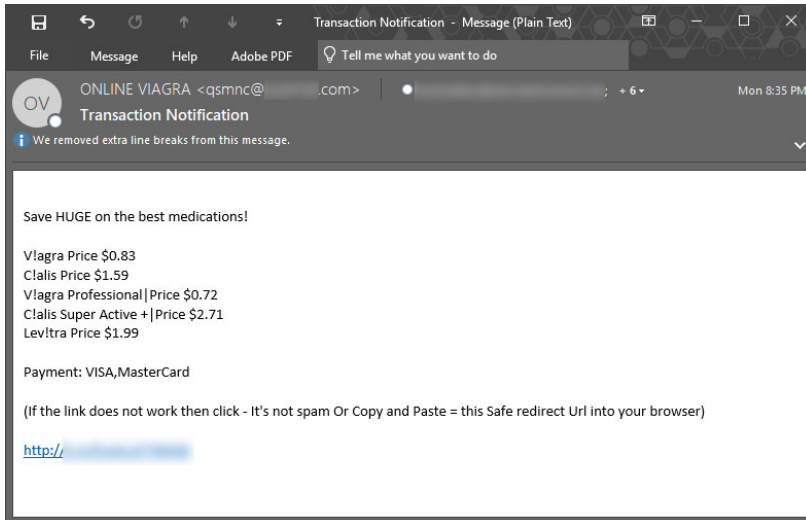 Transaction Notification - Message (Plain Text)
File Message Help Adobe PDF Tell me what you want to do
OV
ONLINE VIAGRA <qsmnc@ .com> ; + 6
Mon 8:35 PM
Transaction Notification
We removed extra line breaks from this message.
Save HUGE on the best medications!
V!agra Price $0.83
C!alis Price $1.59
V!agra Professional|Price $0.72
C!alis Super Active +|Price $2.71
Lev!tra Price $1.99
Payment: VISA,MasterCard
(If the link does not work then click - It's not spam Or Copy and Paste = this Safe redirect Url into your browser)
http://